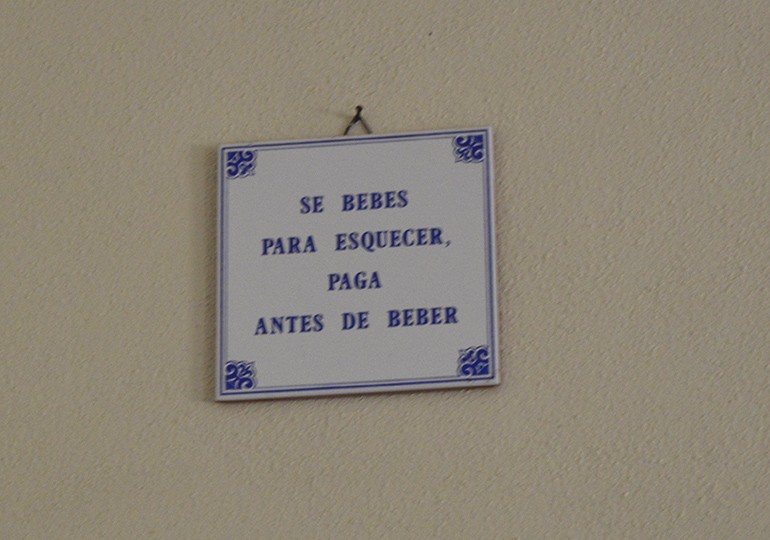 SE BEBES
PARA ESQUECER,
PAGA
ANTES DE BEBER